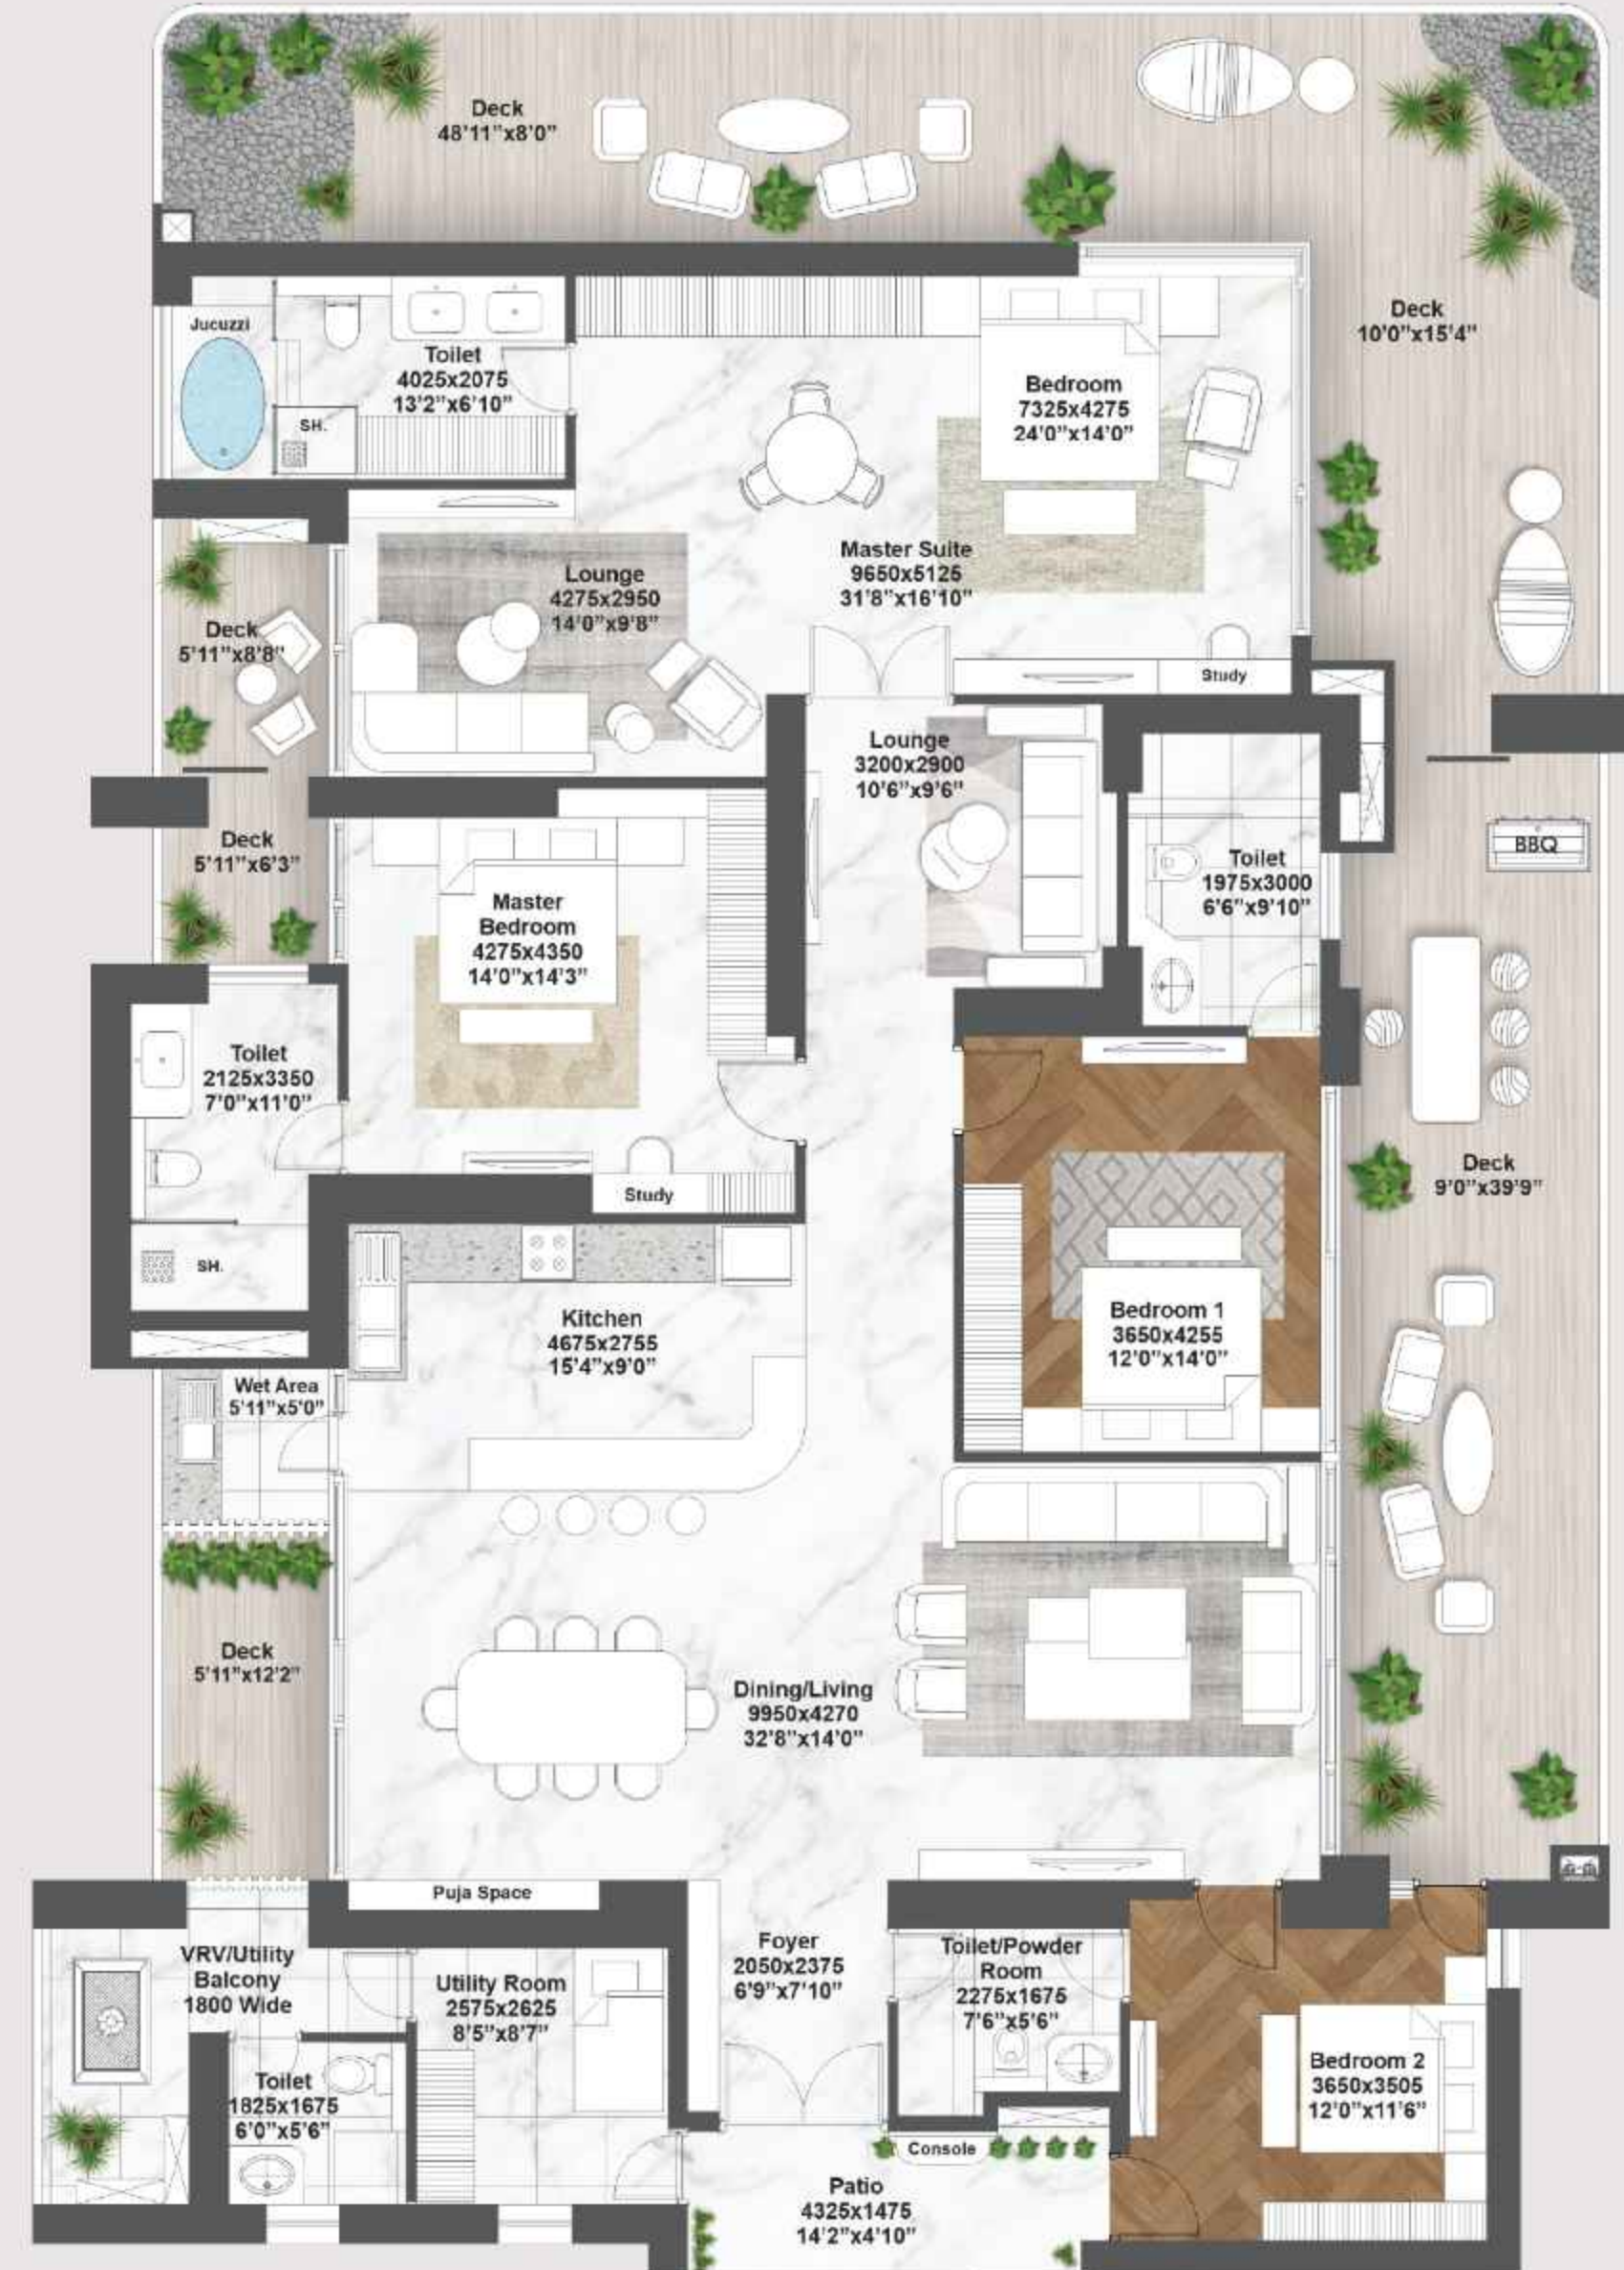 Deck
48'11"x8'0"
Jucuzzi
Toilet
4025x2075
13'2"x6'10"
SH.
Bedroom
7325x4275
24'0"x14'0"
Deck
10'0"x15'4"
Master Suite
9650x5125
31'8"x16'10"
Lounge
4275x2950
14'0"x9'8"
Deck
5'11"x8'8"
Study
Lounge
3200x2900
10'6"x9'6"
Deck
5'11"x6'3"
Master
Bedroom
4275x4350
14'0"x14'3"
Toilet
1975x3000
6'6"x9'10"
BBQ
Toilet
2125x3350
7'0"x11'0"
Study
SH.
Deck
9'0"x39'9"
Kitchen
4675x2755
15'4"x9'0"
Bedroom 1
3650x4255
12'0"x14'0"
Wet Area
5'11"x5'0"
Deck
5'11"x12'2"
Dining/Living
9950x4270
32'8"x14'0"
Puja Space
VRV/Utility
Balcony
1800 Wide
Utility Room
2575x2625
8'5"x8'7"
Foyer
2050x2375
6'9"x7'10"
Toilet/Powder
Room
2275x1675
7'6"x5'6"
Toilet
1825x1675
6'0"x5'6"
Bedroom 2
3650x3505
12'0"x11'6"
Console
Patio
4325x1475
14'2"x4'10"